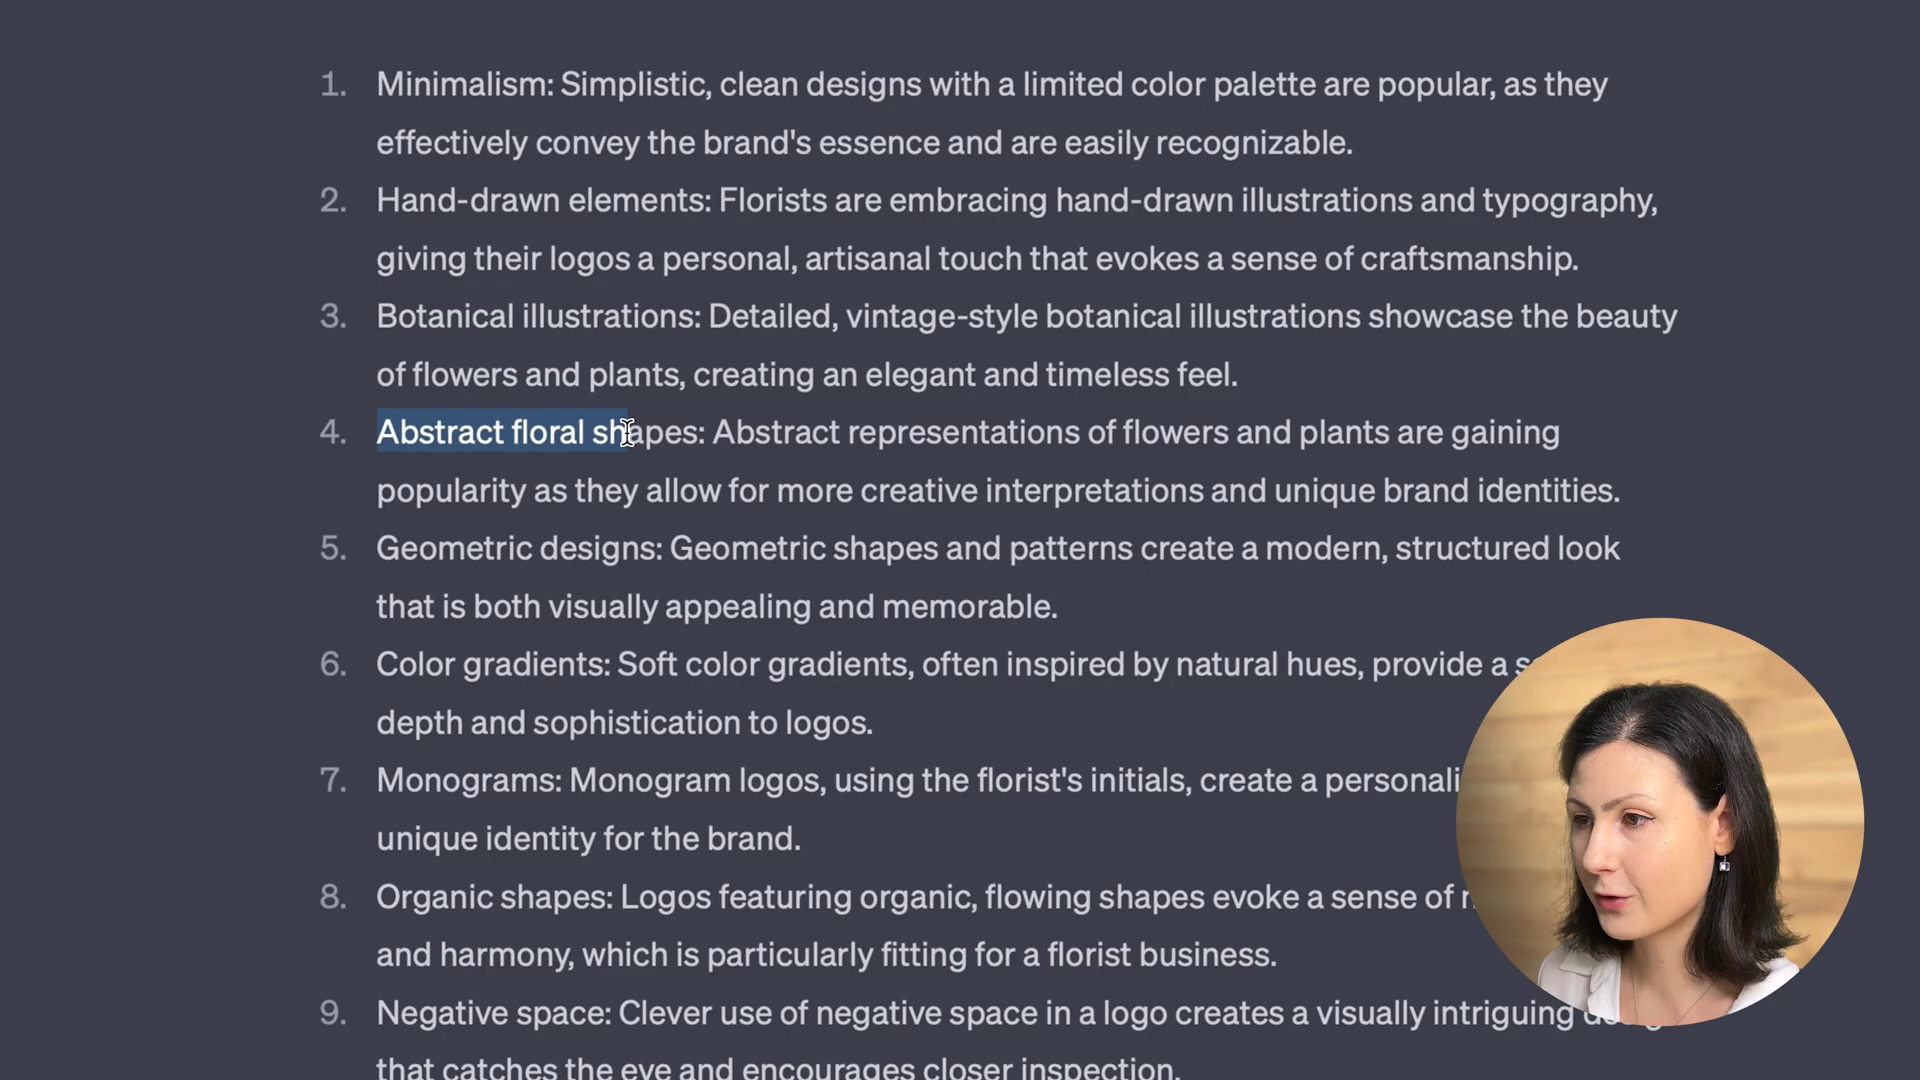 1. Minimalism: Simplistic, clean designs with a limited color palette are popular, as they
effectively convey the brand's essence and are easily recognizable.
2. Hand-drawn elements: Florists are embracing hand-drawn illustrations and typography,
giving their logos a personal, artisanal touch that evokes a sense of craftsmanship.
3. Botanical illustrations: Detailed, vintage-style botanical illustrations showcase the beauty
of flowers and plants, creating an elegant and timeless feel.
4. Abstract floral shapes: Abstract representations of flowers and plants are gaining
popularity as they allow for more creative interpretations and unique brand identities.
5. Geometric designs: Geometric shapes and patterns create a modern, structured look
that is both visually appealing and memorable.
6. Color gradients: Soft color gradients, often inspired by natural hues, provide a
depth and sophistication to logos.
7. Monograms: Monogram logos, using the florist's initials, create a
unique identity for the brand.
8. Organic shapes: Logos featuring organic, flowing shapes evoke a sense of
and harmony, which is particularly fitting for a florist business.
9. Negative space: Clever use of negative space in a logo creates a visually intriguing
that catches the eye and encourages closer inspection.